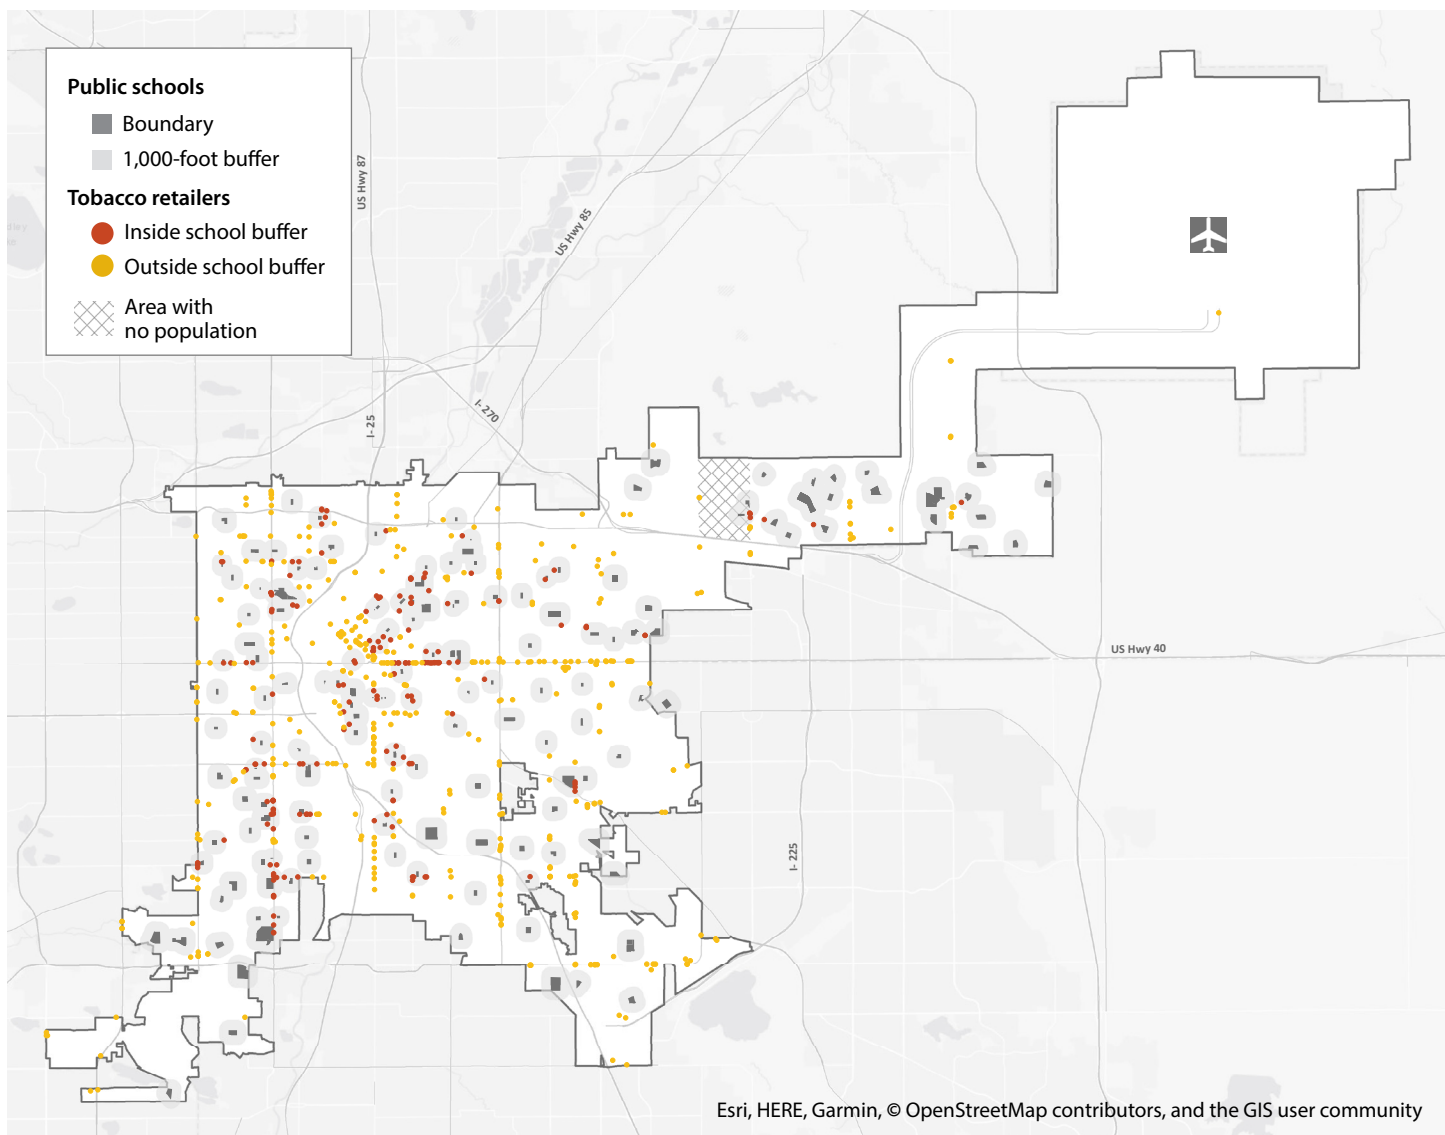 Public schools
Boundary
1,000-foot buffer
Tobacco retailers
Inside school buffer
Outside school buffer
Area with
no population
US Hwy 87
US Hwy 85
I- 25
I- 270
US Hwy 40
I- 225
Esri, HERE, Garmin, © OpenStreetMap contributors, and the GIS user community